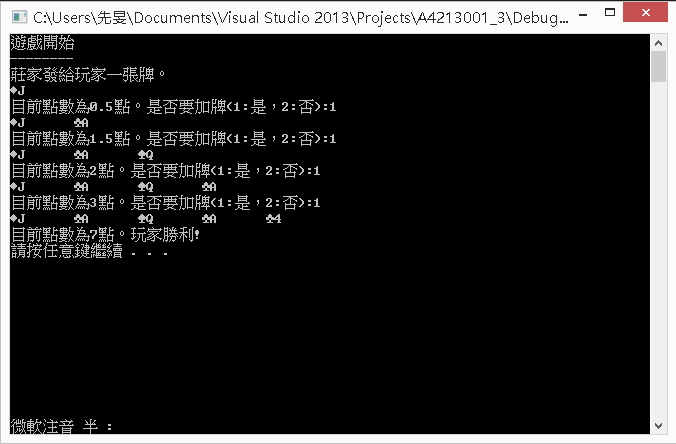 C:\Users\先旻\Documents\Visual Studio 2013\Projects\A4213001_3\Debug...
遊戲開始
--------
莊家發給玩家一張牌。
♦J
目前點數為0.5點。是否要加牌(1:是，2:否):1
♦J ♣A
目前點數為1.5點。是否要加牌(1:是，2:否):1
♦J ♣A ♠Q
目前點數為2點。是否要加牌(1:是，2:否):1
♦J ♣A ♠Q ♣A
目前點數為3點。是否要加牌(1:是，2:否):1
♦J ♣A ♠Q ♣A ♣4
目前點數為7點。玩家勝利!
請按任意鍵繼續 . . .
微軟注音 半 :